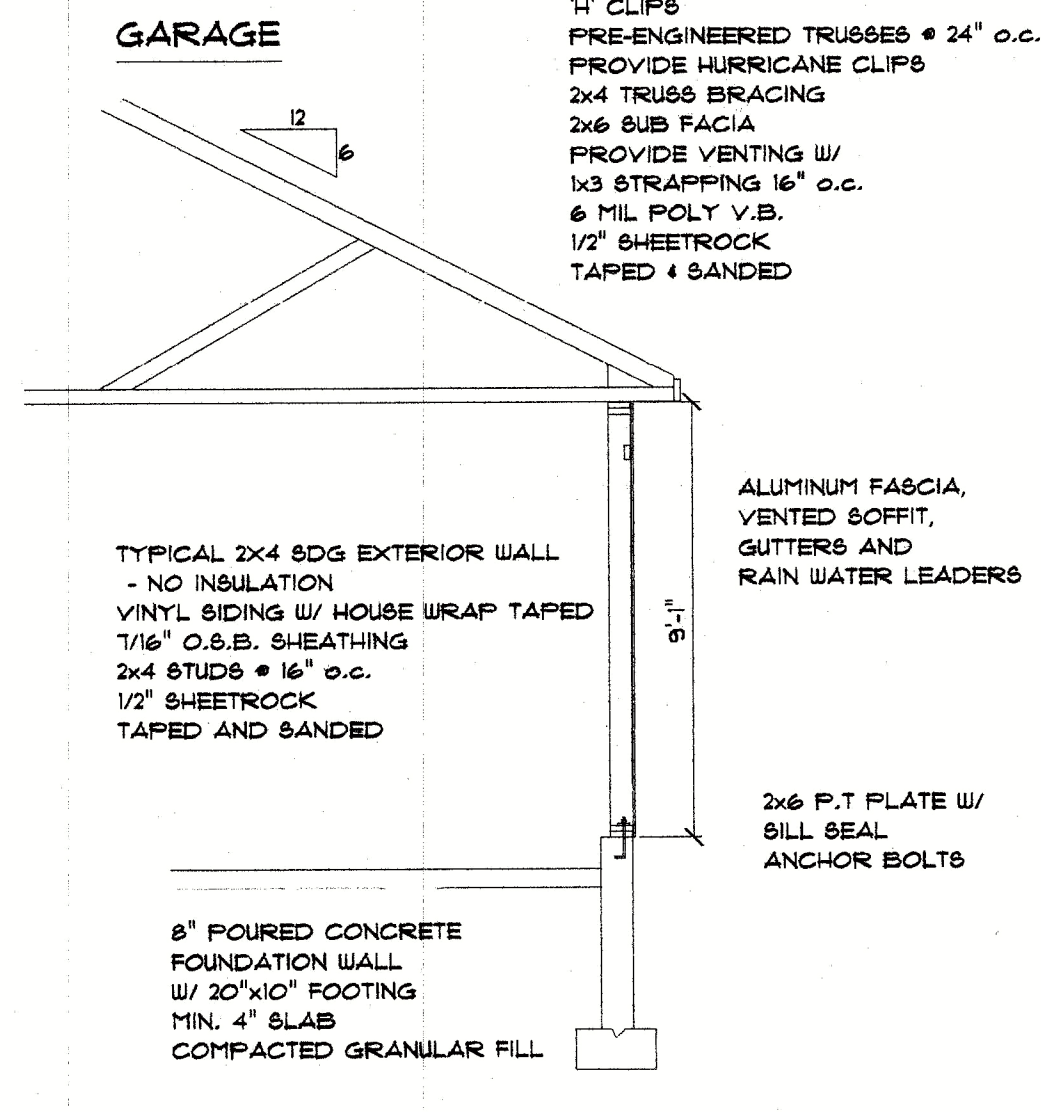 GARAGE
'H' CLIPS
PRE-ENGINEERED TRUSSES @ 24" o.c.
PROVIDE HURRICANE CLIPS
2x4 TRUSS BRACING
2x6 SUB FACIA
PROVIDE VENTING W/
1x3 STRAPPING 16" o.c.
6 MIL POLY V.B.
1/2" SHEETROCK
TAPED & SANDED
12
6
ALUMINUM FASCIA,
VENTED SOFFIT,
GUTTERS AND
RAIN WATER LEADERS
TYPICAL 2X4 SDG EXTERIOR WALL
- NO INSULATION
VINYL SIDING W/ HOUSE WRAP TAPED
7/16" O.S.B. SHEATHING
2x4 STUDS @ 16" o.c.
1/2" SHEETROCK
TAPED AND SANDED
9'-1"
2x6 P.T PLATE W/
SILL SEAL
ANCHOR BOLTS
8" POURED CONCRETE
FOUNDATION WALL
W/ 20"x10" FOOTING
MIN. 4" SLAB
COMPACTED GRANULAR FILL